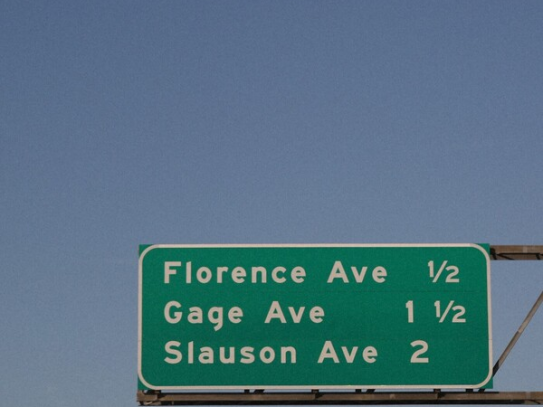 Florence Ave ½
Gage Ave 1 ½
Slauson Ave 2